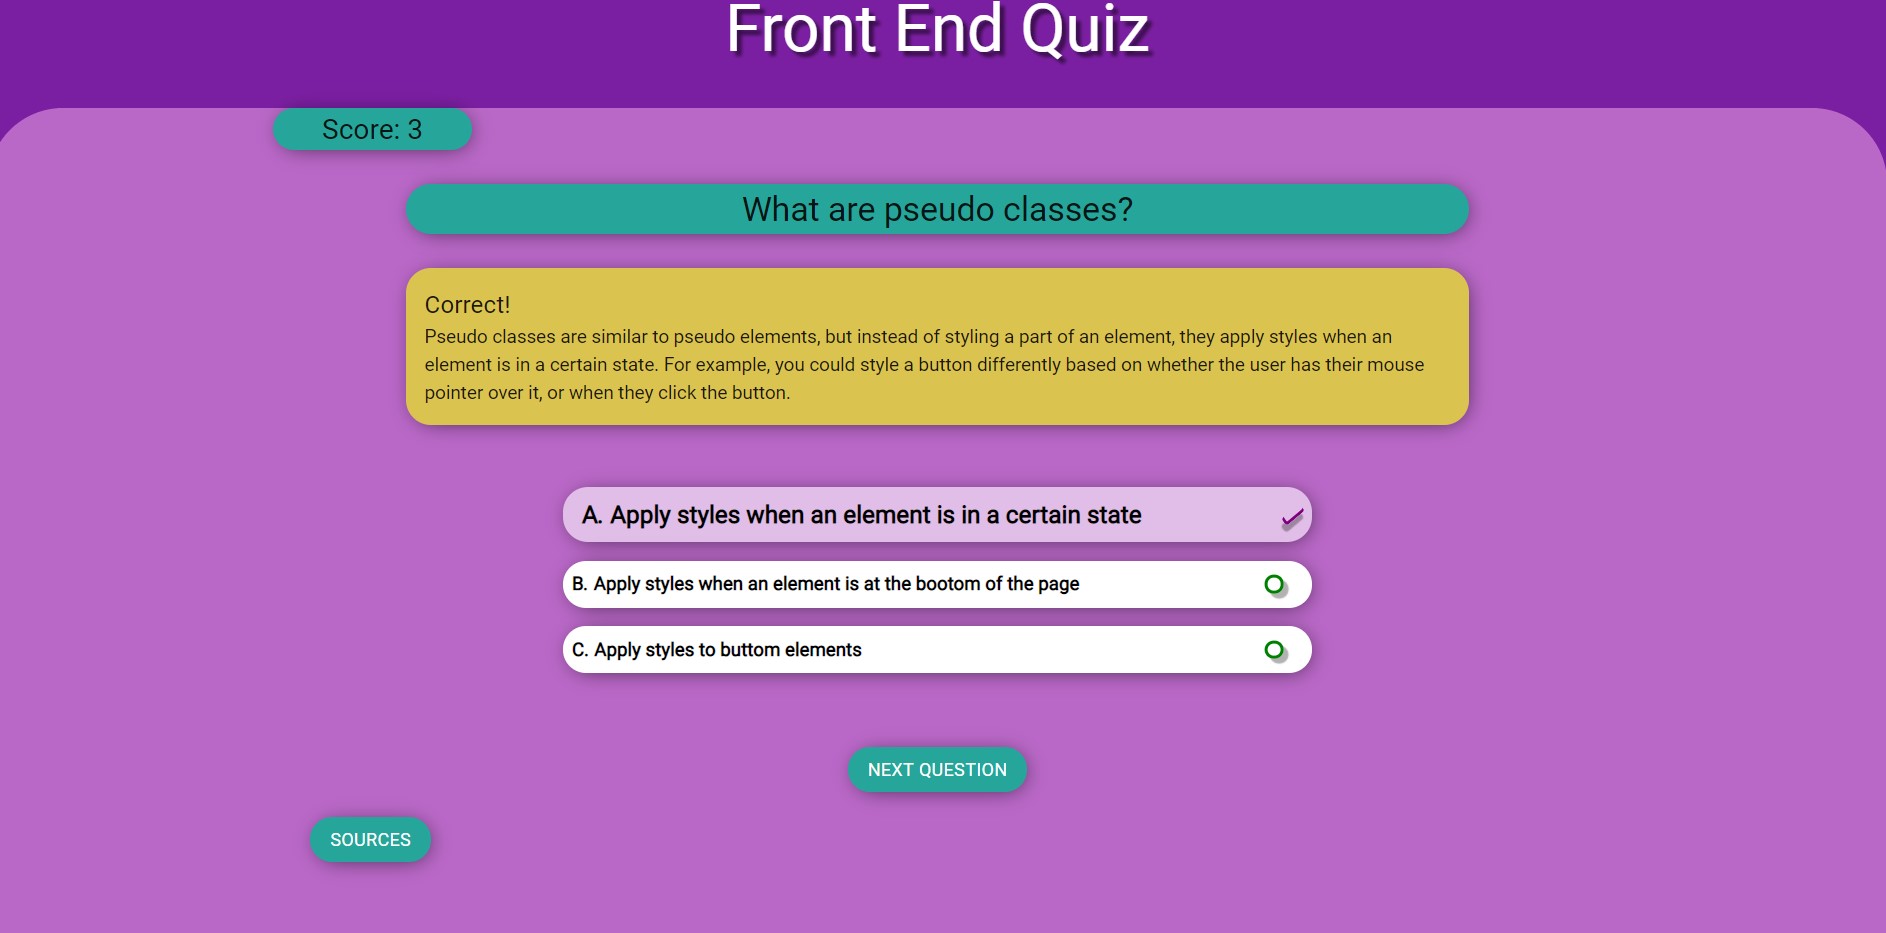 Front End Quiz
Score: 3
What are pseudo classes?
Correct!
Pseudo classes are similar to pseudo elements, but instead of styling a part of an element, they apply styles when an
element is in a certain state. For example, you could style a button differently based on whether the user has their mouse
pointer over it, or when they click the button.
A. Apply styles when an element is in a certain state
B. Apply styles when an element is at the bootom of the page
C. Apply styles to buttom elements
NEXT QUESTION
SOURCES